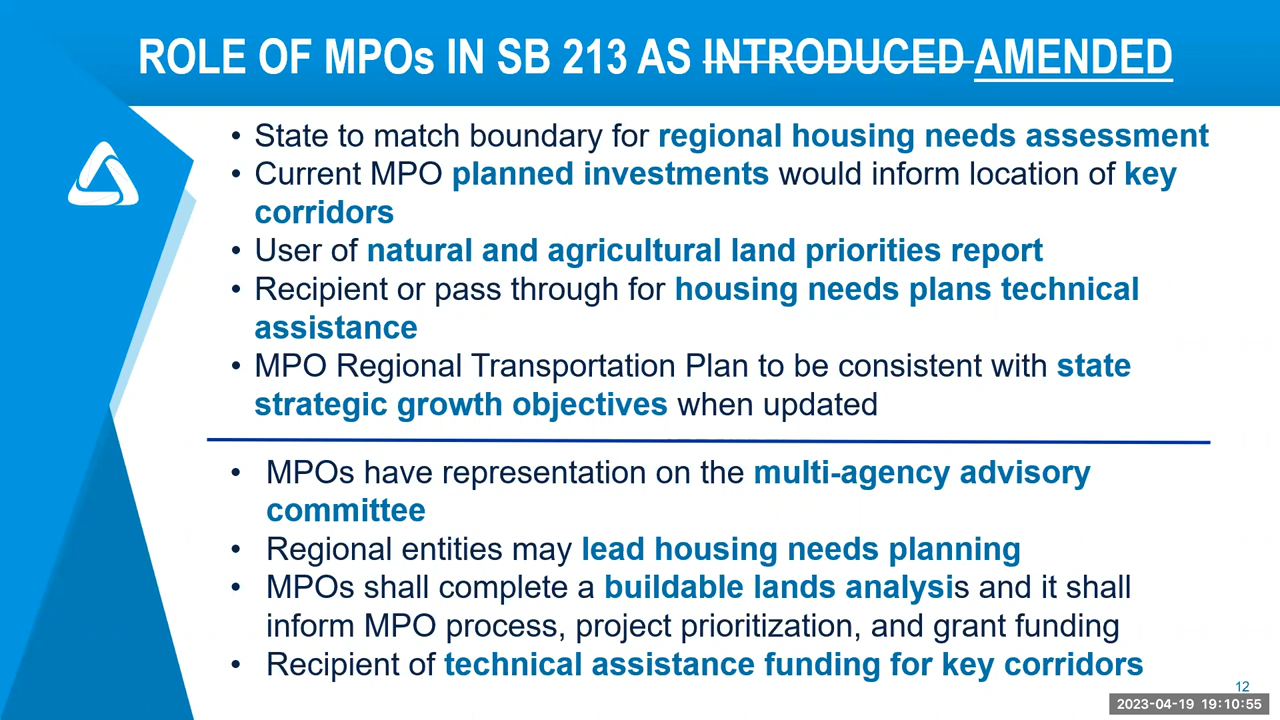 ROLE OF MPOs IN SB 213 AS INTRODUCED AMENDED
• State to match boundary for regional housing needs assessment
• Current MPO planned investments would inform location of key
corridors
• User of natural and agricultural land priorities report
• Recipient or pass through for housing needs plans technical
assistance
• MPO Regional Transportation Plan to be consistent with state
strategic growth objectives when updated
• MPOs have representation on the multi-agency advisory
committee
• Regional entities may lead housing needs planning
• MPOs shall complete a buildable lands analysis and it shall
inform MPO process, project prioritization, and grant funding
• Recipient of technical assistance funding for key corridors
12
2023-04-19 19:10:55